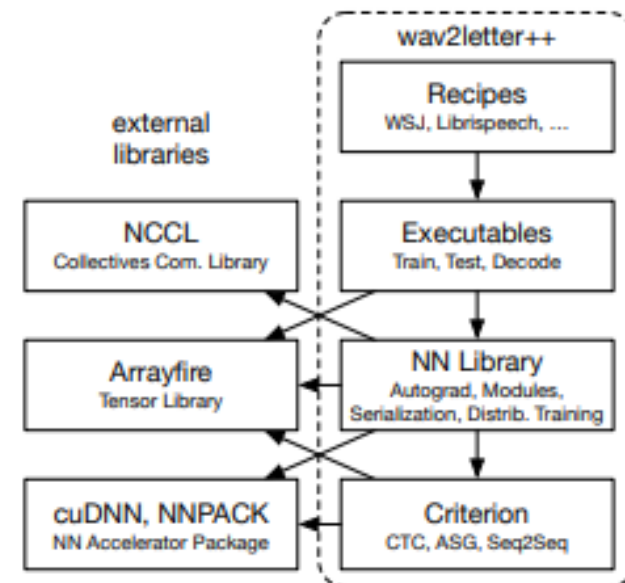 wav2letter++
Recipes
WSJ, Librispeech, ...
external
libraries
NCCL
Collectives Com. Library
Executables
Train, Test, Decode
Arrayfire
Tensor Library
NN Library
Autograd, Modules,
Serialization, Distrib. Training
cuDNN, NNPACK
NN Accelerator Package
Criterion
CTC, ASG, Seq2Seq